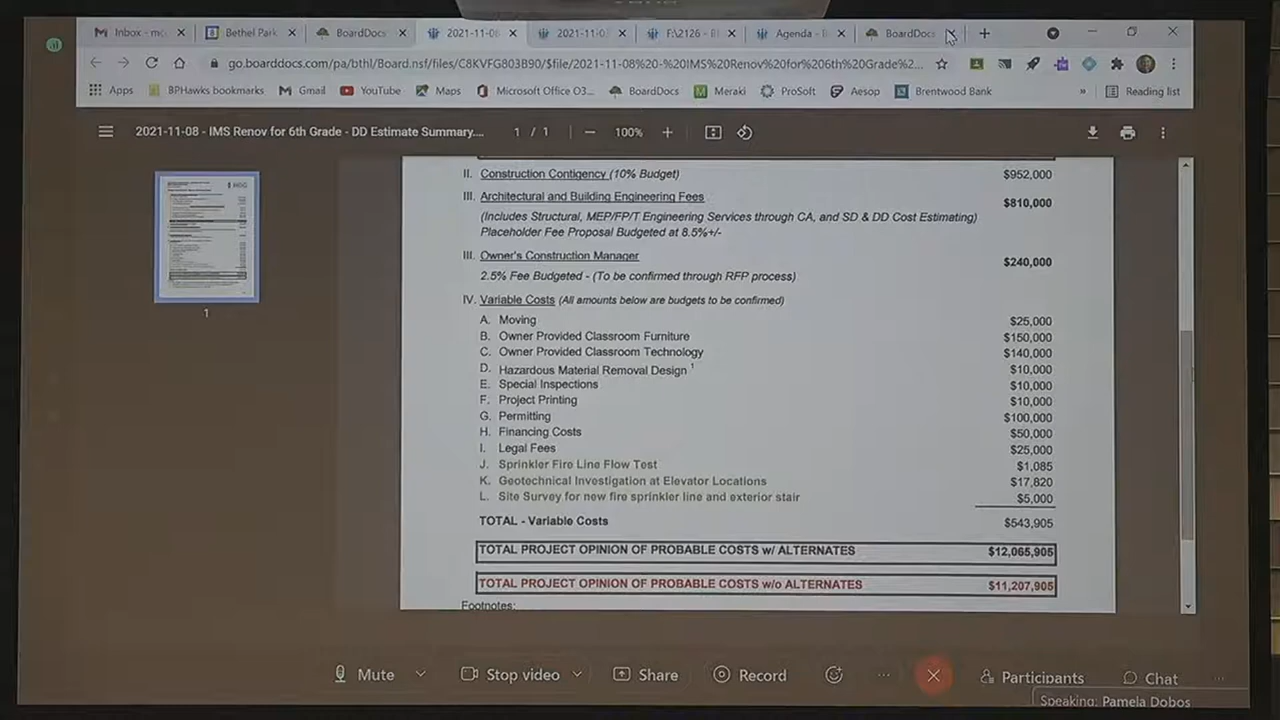 Inbox - mc
Bethel Park
BoardDocs
2021-11-08
2021-11-0
F:\2126 - B
Agenda - B
BoardDocs
go.boarddocs.com/pa/bthl/Board.nsf/files/C8KVFG803B90/$file/2021-11-08%20-%20IMS%20Renov%20for%206th%20Grade%2...
Apps
BPHawks bookmarks
Gmail
YouTube
Maps
Microsoft Office O3...
BoardDocs
Meraki
ProSoft
Aesop
Brentwood Bank
»
Reading list
2021-11-08 - IMS Renov for 6th Grade - DD Estimate Summary....
1 / 1
100%
1
II. Construction Contigency (10% Budget) $952,000
III. Architectural and Building Engineering Fees $810,000
(Includes Structural, MEP/FP/T Engineering Services through CA, and SD & DD Cost Estimating)
Placeholder Fee Proposal Budgeted at 8.5%+/-
III. Owner's Construction Manager $240,000
2.5% Fee Budgeted - (To be confirmed through RFP process)
IV. Variable Costs (All amounts below are budgets to be confirmed)
A. Moving $25,000
B. Owner Provided Classroom Furniture $150,000
C. Owner Provided Classroom Technology $140,000
D. Hazardous Material Removal Design ¹ $10,000
E. Special Inspections $10,000
F. Project Printing $10,000
G. Permitting $100,000
H. Financing Costs $50,000
I. Legal Fees $25,000
J. Sprinkler Fire Line Flow Test $1,085
K. Geotechnical Investigation at Elevator Locations $17,820
L. Site Survey for new fire sprinkler line and exterior stair $5,000
TOTAL - Variable Costs $543,905
TOTAL PROJECT OPINION OF PROBABLE COSTS w/ ALTERNATES $12,065,905
TOTAL PROJECT OPINION OF PROBABLE COSTS w/o ALTERNATES $11,207,905
Footnotes:
Mute
Stop video
Share
Record
Participants
Chat
Speaking: Pamela Dobos